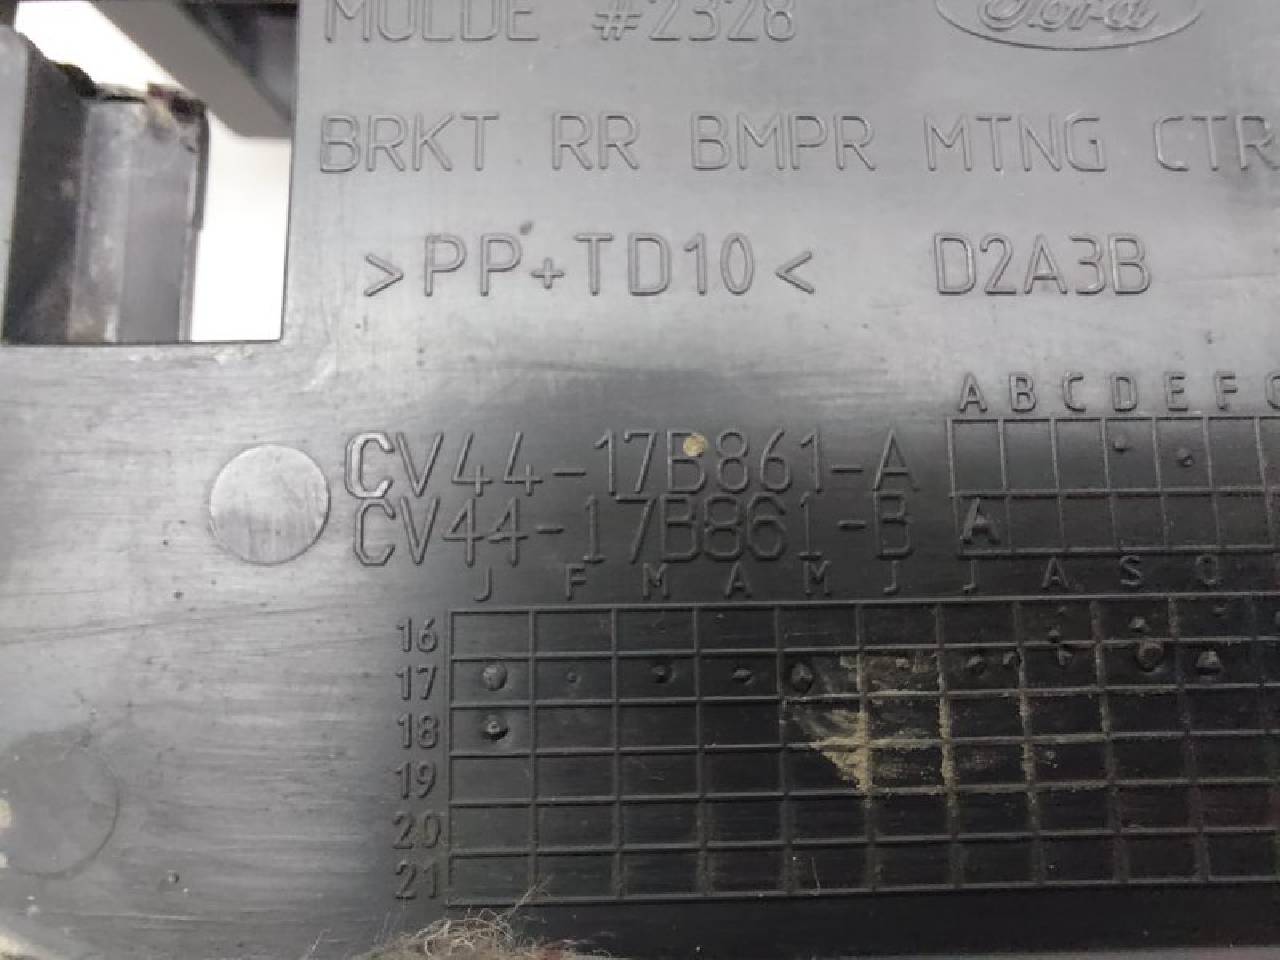 MOLDE #2328
Ford
BRKT RR BMPR MTNG CTR
>PP+TD10< D2A3B
A B C D E F G
CV44-17B861-A
CV44-17B861-B A
J F M A M J J A S O
16
17
18
19
20
21